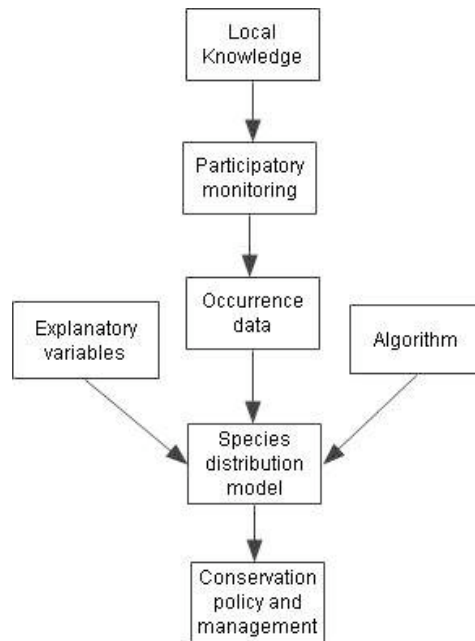 Local
Knowledge
Participatory
monitoring
Occurrence
data
Explanatory
variables
Algorithm
Species
distribution
model
Conservation
policy and
management